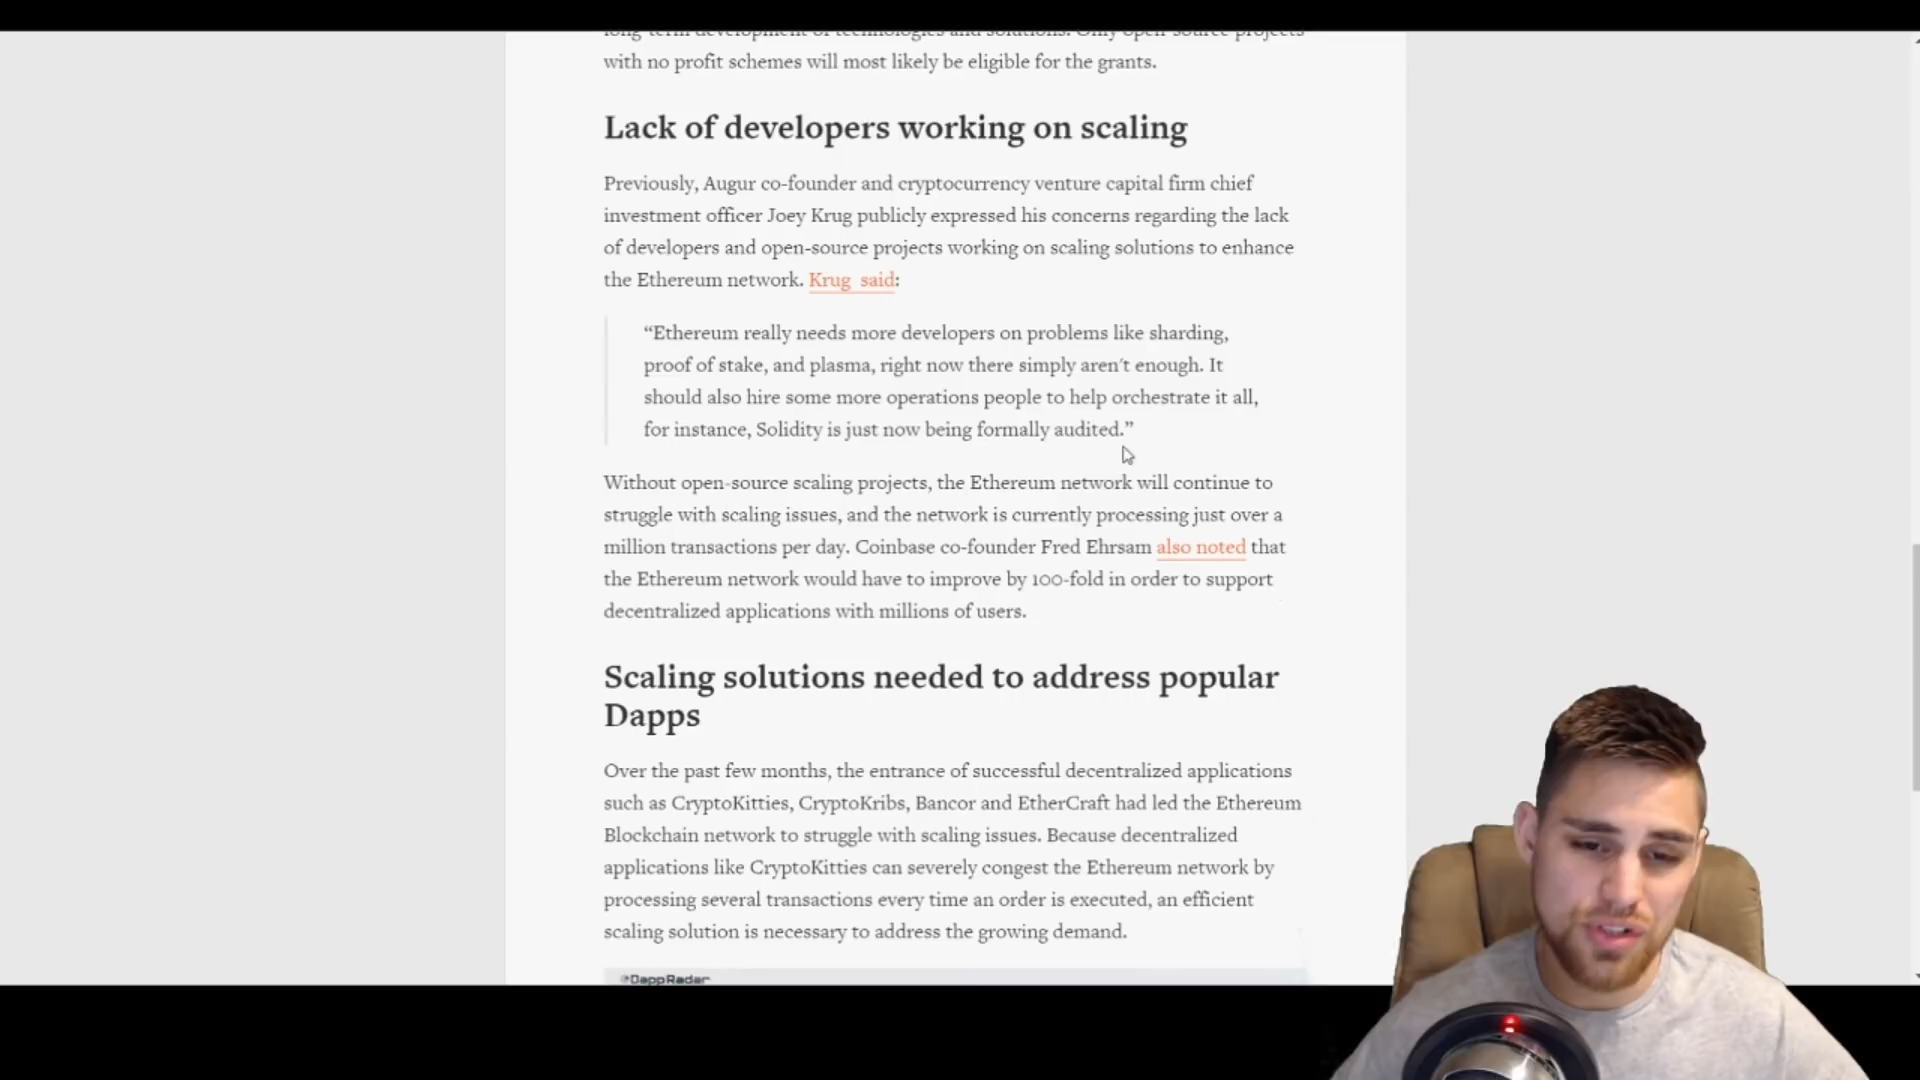 long-term development of technologies and solutions. Only open-source projects
with no profit schemes will most likely be eligible for the grants.
Lack of developers working on scaling
Previously, Augur co-founder and cryptocurrency venture capital firm chief
investment officer Joey Krug publicly expressed his concerns regarding the lack
of developers and open-source projects working on scaling solutions to enhance
the Ethereum network. Krug said:
“Ethereum really needs more developers on problems like sharding,
proof of stake, and plasma, right now there simply aren't enough. It
should also hire some more operations people to help orchestrate it all,
for instance, Solidity is just now being formally audited.”
Without open-source scaling projects, the Ethereum network will continue to
struggle with scaling issues, and the network is currently processing just over a
million transactions per day. Coinbase co-founder Fred Ehrsam also noted that
the Ethereum network would have to improve by 100-fold in order to support
decentralized applications with millions of users.
Scaling solutions needed to address popular
Dapps
Over the past few months, the entrance of successful decentralized applications
such as CryptoKitties, CryptoKribs, Bancor and EtherCraft had led the Ethereum
Blockchain network to struggle with scaling issues. Because decentralized
applications like CryptoKitties can severely congest the Ethereum network by
processing several transactions every time an order is executed, an efficient
scaling solution is necessary to address the growing demand.
DappRadar